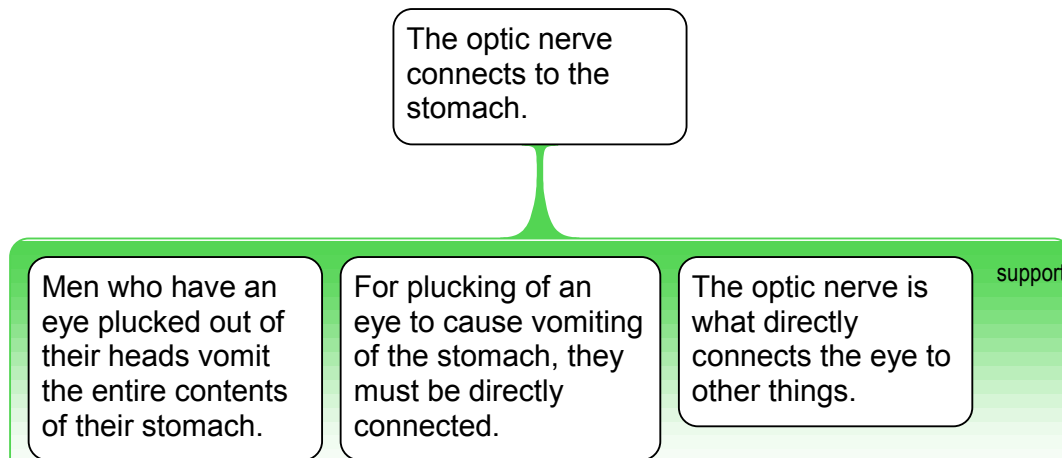 The optic nerve
connects to the
stomach.
Men who have an
eye plucked out of
their heads vomit
the entire contents
of their stomach.
For plucking of an
eye to cause vomiting
of the stomach, they
must be directly
connected.
The optic nerve is
what directly
connects the eye to
other things.
support